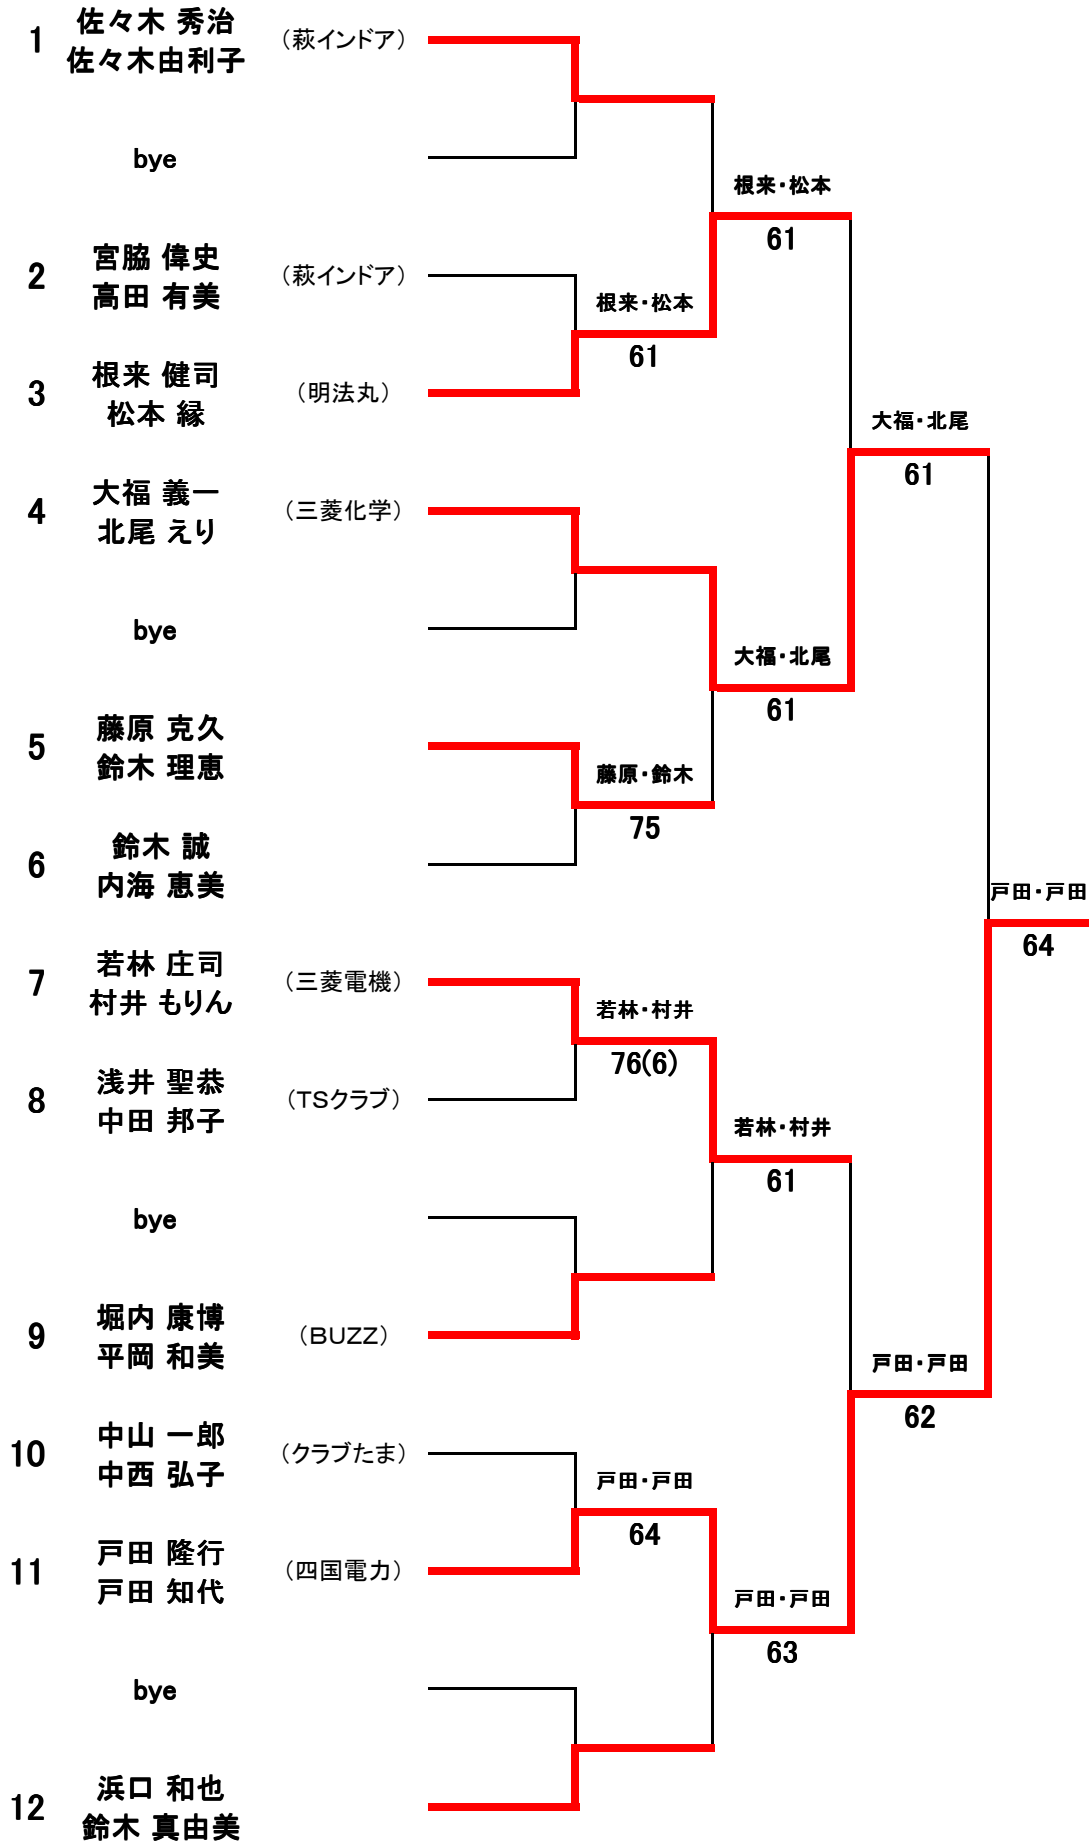 1 佐々木 秀治 (萩インドア)
佐々木由利子
bye
根来・松本
61
2 宮脇 偉史 (萩インドア)
高田 有美
根来・松本
61
3 根来 健司 (明法丸)
松本 縁
大福・北尾
61
4 大福 義一 (三菱化学)
北尾 えり
bye
大福・北尾
61
5 藤原 克久
鈴木 理恵
藤原・鈴木
75
6 鈴木 誠
内海 恵美
戸田・戸田
64
7 若林 庄司 (三菱電機)
村井 もりん
若林・村井
76(6)
8 浅井 聖恭 (TSクラブ)
中田 邦子
若林・村井
61
bye
9 堀内 康博 (BUZZ)
平岡 和美
戸田・戸田
62
10 中山 一郎 (クラブたま)
中西 弘子
戸田・戸田
64
11 戸田 隆行 (四国電力)
戸田 知代
戸田・戸田
63
bye
12 浜口 和也
鈴木 真由美